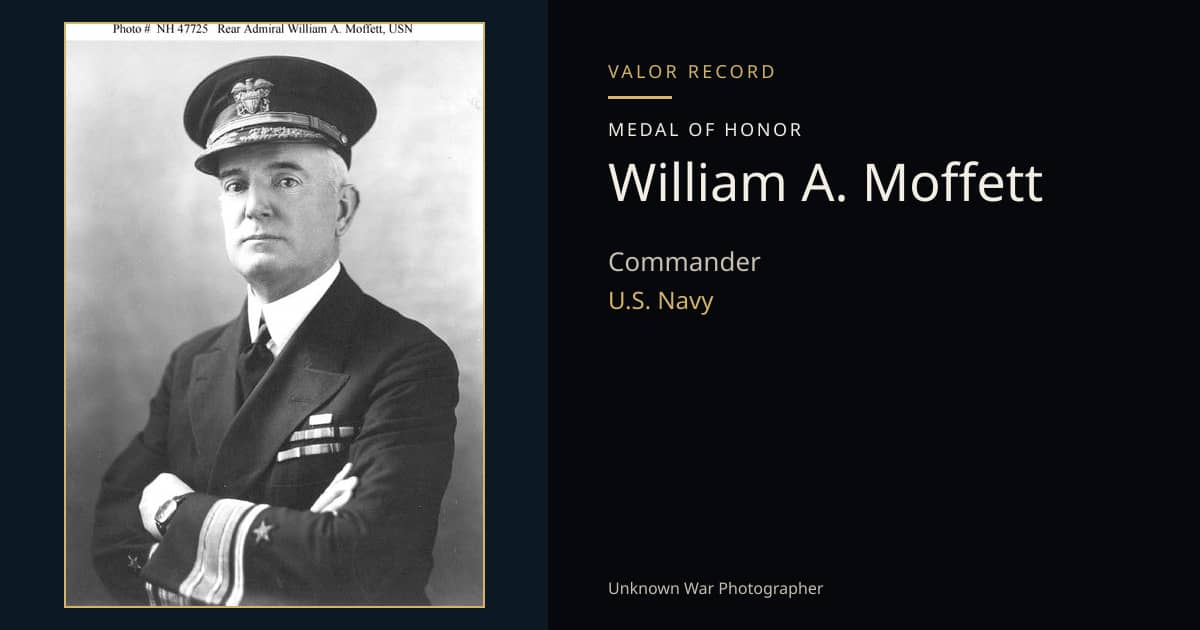 Photo # NH 47725 Rear Admiral William A. Moffett, USN
VALOR RECORD
MEDAL OF HONOR
William A. Moffett
Commander
U.S. Navy
Unknown War Photographer